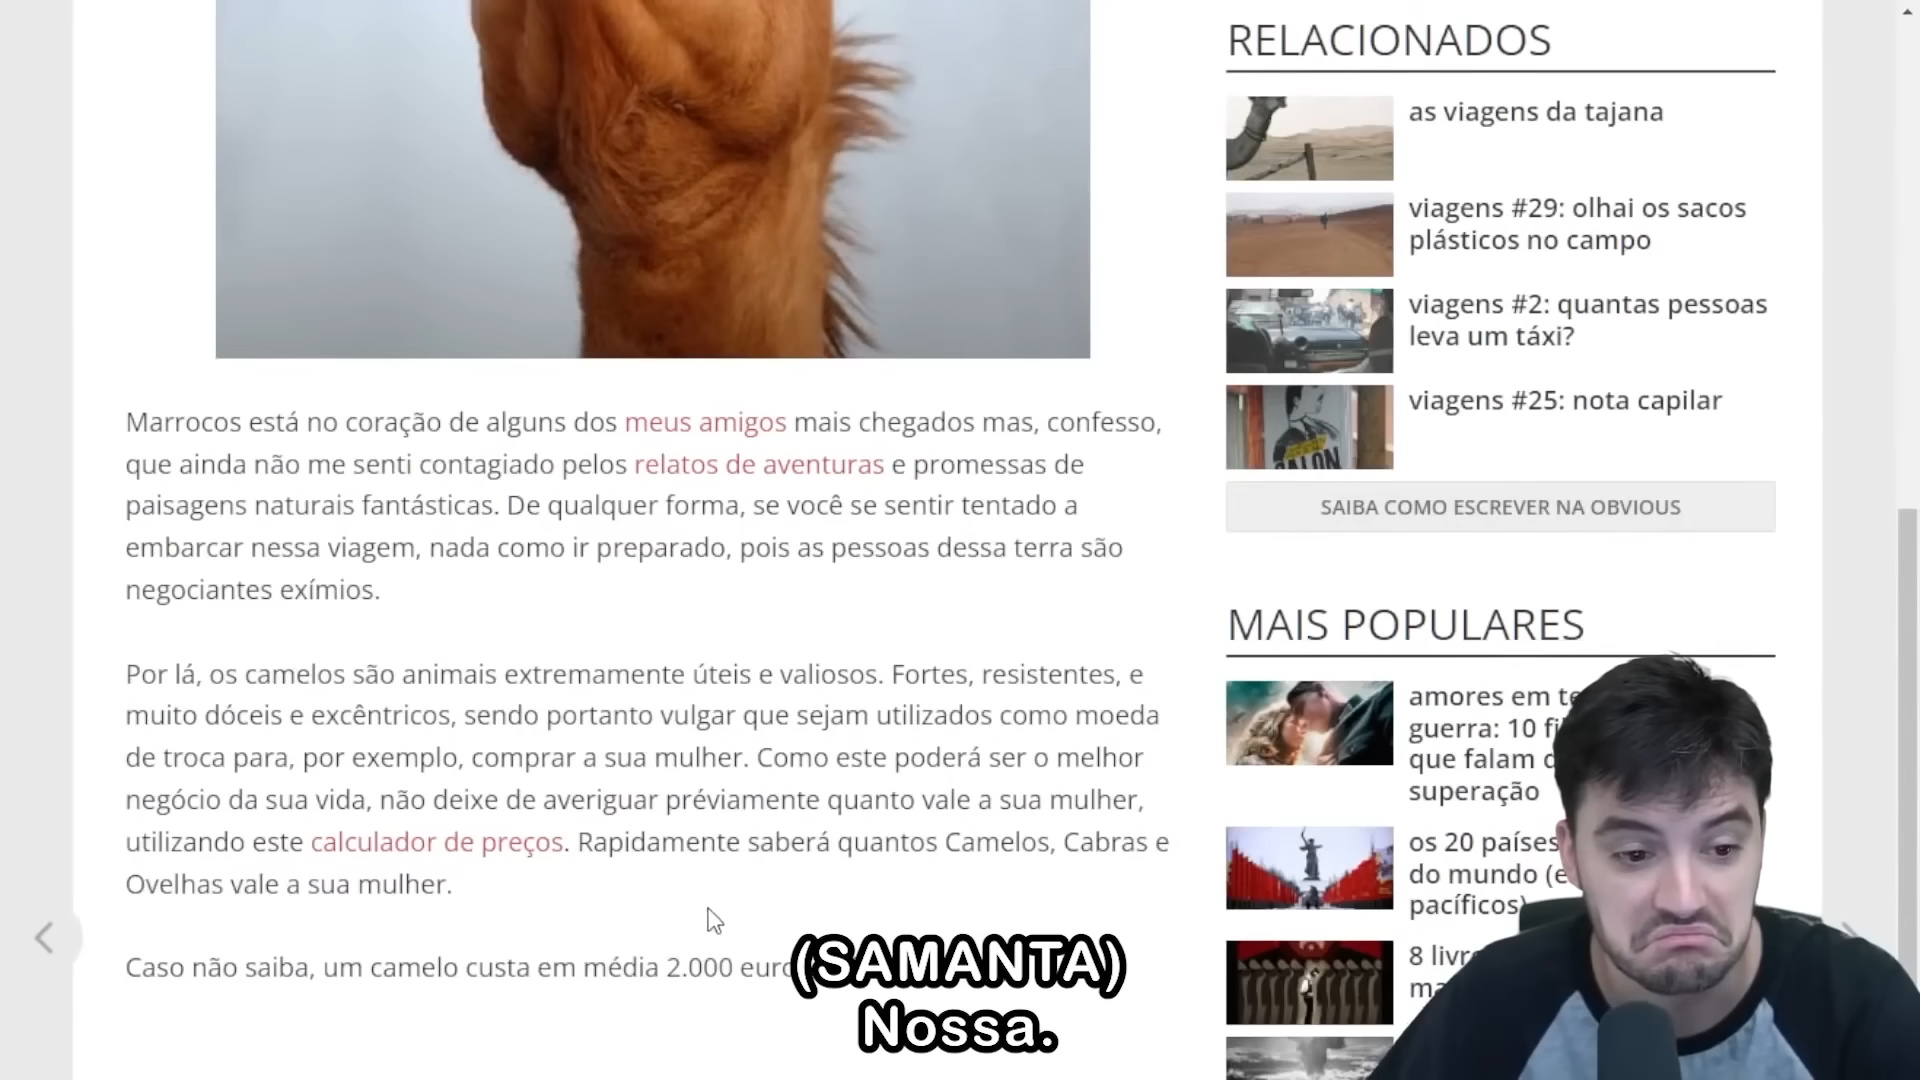 Marrocos está no coração de alguns dos meus amigos mais chegados mas, confesso,
que ainda não me senti contagiado pelos relatos de aventuras e promessas de
paisagens naturais fantásticas. De qualquer forma, se você se sentir tentado a
embarcar nessa viagem, nada como ir preparado, pois as pessoas dessa terra são
negociantes exímios.
Por lá, os camelos são animais extremamente úteis e valiosos. Fortes, resistentes, e
muito dóceis e excêntricos, sendo portanto vulgar que sejam utilizados como moeda
de troca para, por exemplo, comprar a sua mulher. Como este poderá ser o melhor
negócio da sua vida, não deixe de averiguar préviamente quanto vale a sua mulher,
utilizando este calculador de preços. Rapidamente saberá quantos Camelos, Cabras e
Ovelhas vale a sua mulher.
Caso não saiba, um camelo custa em média 2.000
RELACIONADOS
as viagens da tajana
viagens #29: olhai os sacos
plásticos no campo
viagens #2: quantas pessoas
leva um táxi?
viagens #25: nota capilar
SALON
SAIBA COMO ESCREVER NA OBVIOUS
MAIS POPULARES
amores em
guerra: 10
que falam
superação
os 20 países
do mundo
pacíficos)
8
(SAMANTA)
Nossa.